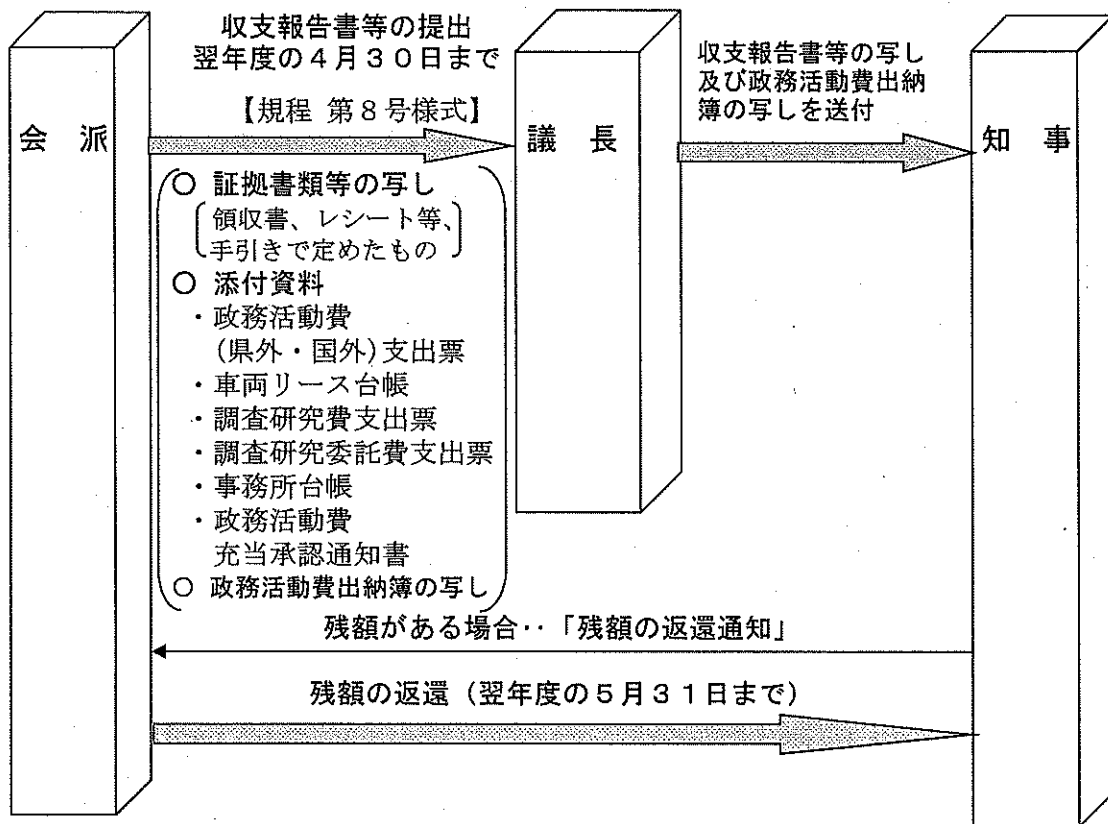 会 派
収支報告書等の提出
翌年度の4月30日まで
【規程 第8号様式】
議 長
収支報告書等の写し
及び政務活動費出納
簿の写しを送付
知 事
○ 証拠書類等の写し
領収書、レシート等、
手引きで定めたもの
○ 添付資料
・政務活動費
(県外・国外)支出票
・車両リース台帳
・調査研究費支出票
・調査研究委託費支出票
・事務所台帳
・政務活動費
充当承認通知書
○ 政務活動費出納簿の写し
残額がある場合‥「残額の返還通知」
残額の返還（翌年度の5月31日まで）